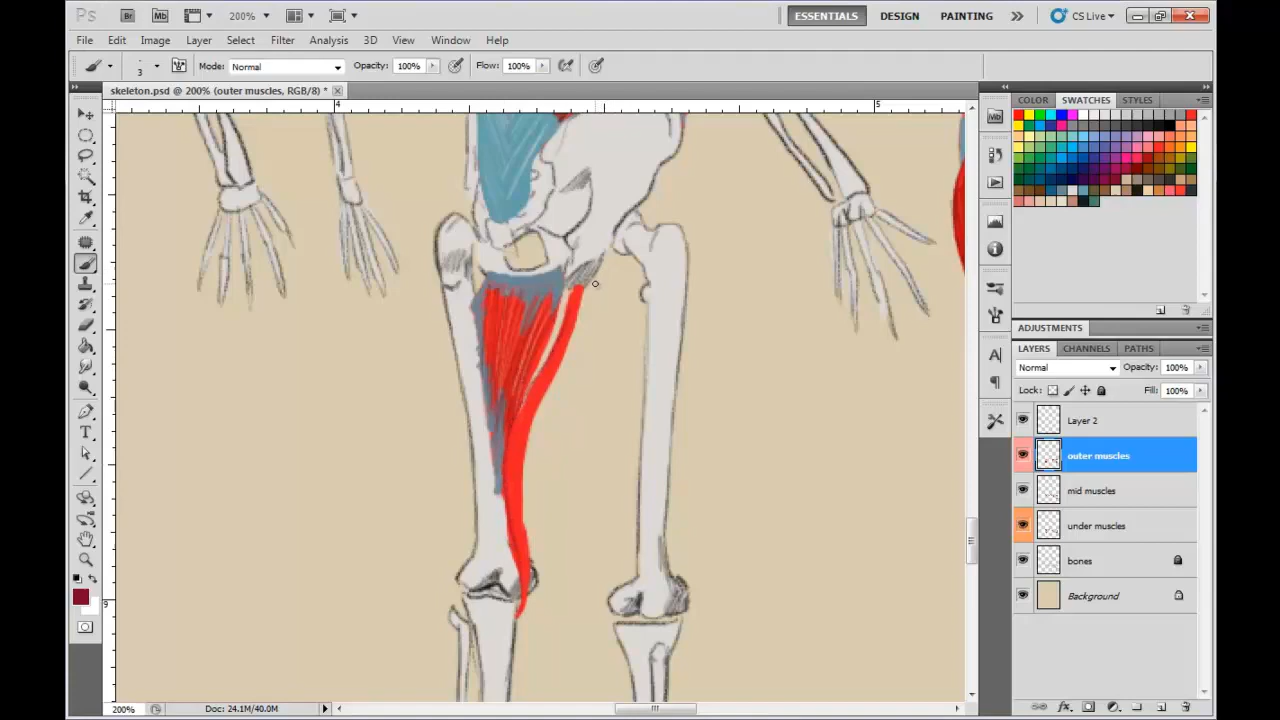 Ps Br Mb 200% ESSENTIALS DESIGN PAINTING CS Live
File Edit Image Layer Select Filter Analysis 3D View Window Help
3 Mode: Normal Opacity: 100% Flow: 100%
skeleton.psd @ 200% (outer muscles, RGB/8) *
4 5
COLOR SWATCHES STYLES
ADJUSTMENTS
LAYERS CHANNELS PATHS
Normal Opacity: 100%
Lock: Fill: 100%
Layer 2
outer muscles
mid muscles
under muscles
bones
9 Background
200% Doc: 24.1M/40.0M